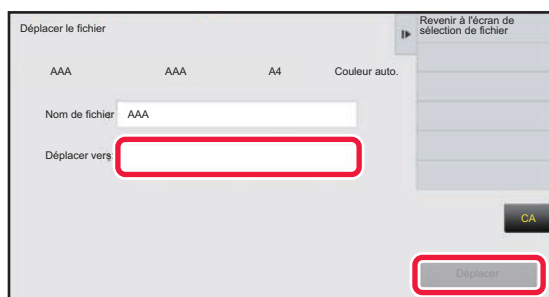 Déplacer le fichier
Revenir à l'écran de
sélection de fichier
AAA AAA A4 Couleur auto.
Nom de fichier AAA
Déplacer vers:
CA
Déplacer